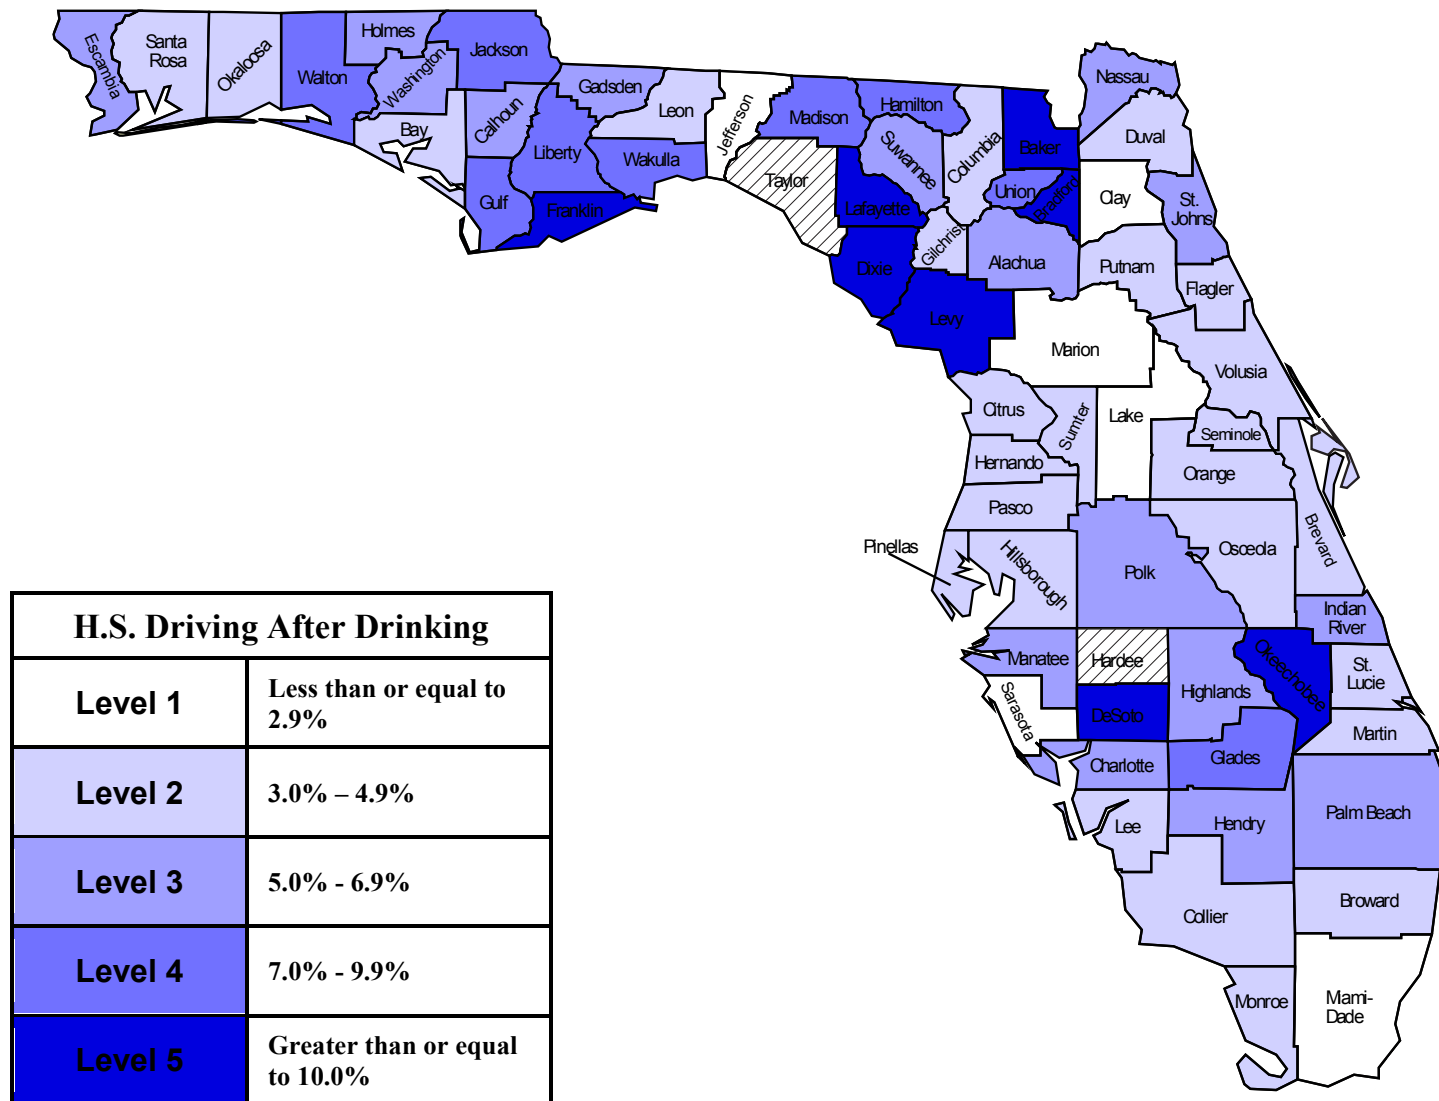 Escambia
Santa
Rosa
Okaloosa
Walton
Holmes
Washington
Jackson
Bay
Calhoun
Gulf
Gadsden
Liberty
Franklin
Leon
Wakulla
Jefferson
Madison
Taylor
Hamilton
Suwannee
Lafayette
Dixie
Columbia
Gilchrist
Levy
Baker
Union
Bradford
Alachua
Nassau
Duval
Clay
St.
Johns
Putnam
Flagler
Marion
Volusia
Citrus
Sumter
Lake
Seminole
Hernando
Orange
Pasco
Pinellas
Hillsborough
Polk
Osceola
Brevard
Indian
River
Manatee
Hardee
Highlands
Okeechobee
St.
Lucie
Sarasota
DeSoto
Martin
Charlotte
Glades
Lee
Hendry
Palm Beach
Collier
Broward
Monroe
Miami-
Dade
H.S. Driving After Drinking
Level 1
Less than or equal to
2.9%
Level 2
3.0% – 4.9%
Level 3
5.0% - 6.9%
Level 4
7.0% - 9.9%
Level 5
Greater than or equal
to 10.0%